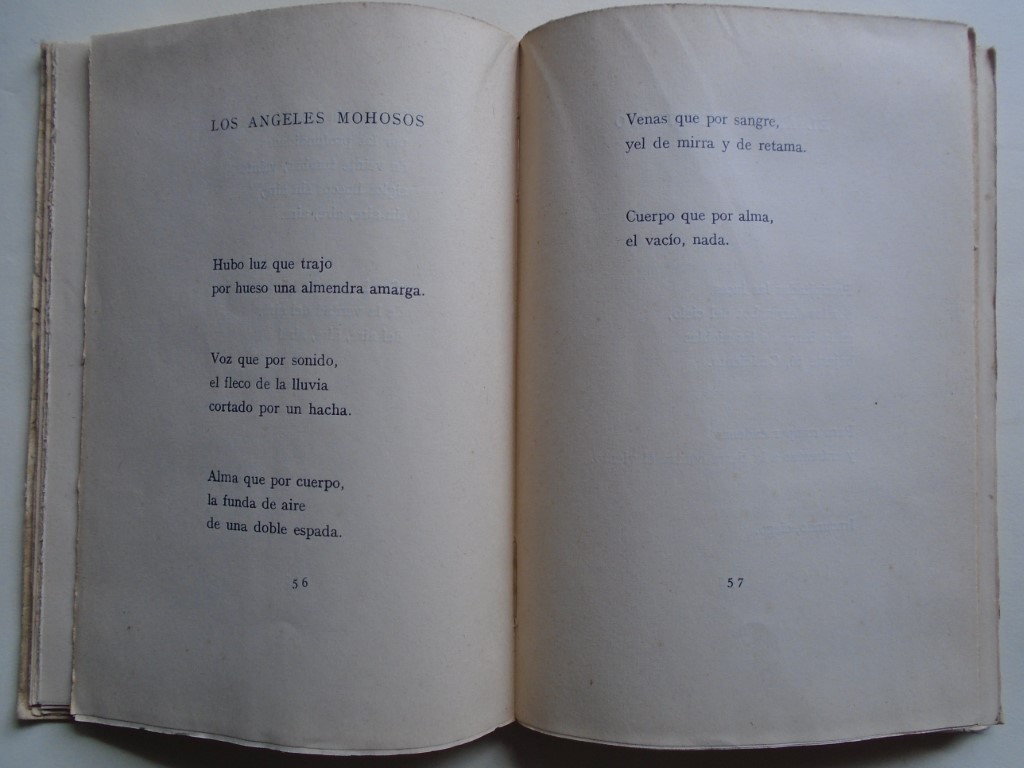 LOS ANGELES MOHOSOS
Hubo luz que trajo
por hueso una almendra amarga.
Voz que por sonido,
el fleco de la lluvia
cortado por un hacha.
Alma que por cuerpo,
la funda de aire
de una doble espada.
56
Venas que por sangre,
yel de mirra y de retama.
Cuerpo que por alma,
el vacío, nada.
57